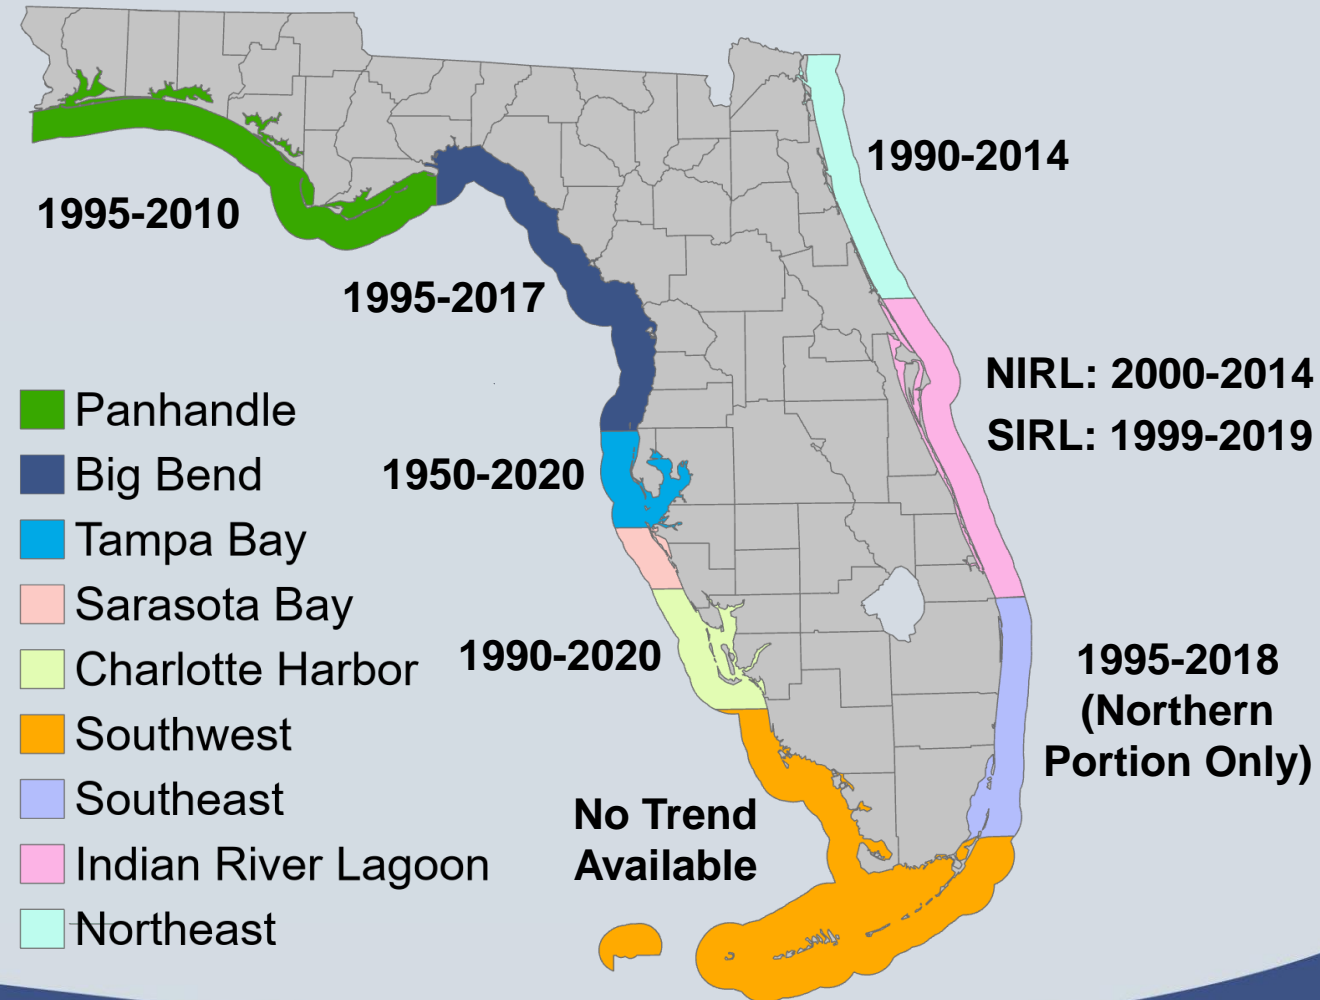 1990-2014
1995-2010
1995-2017
NIRL: 2000-2014
SIRL: 1999-2019
1950-2020
1990-2020
1995-2018
(Northern
Portion Only)
No Trend
Available
Panhandle
Big Bend
Tampa Bay
Sarasota Bay
Charlotte Harbor
Southwest
Southeast
Indian River Lagoon
Northeast